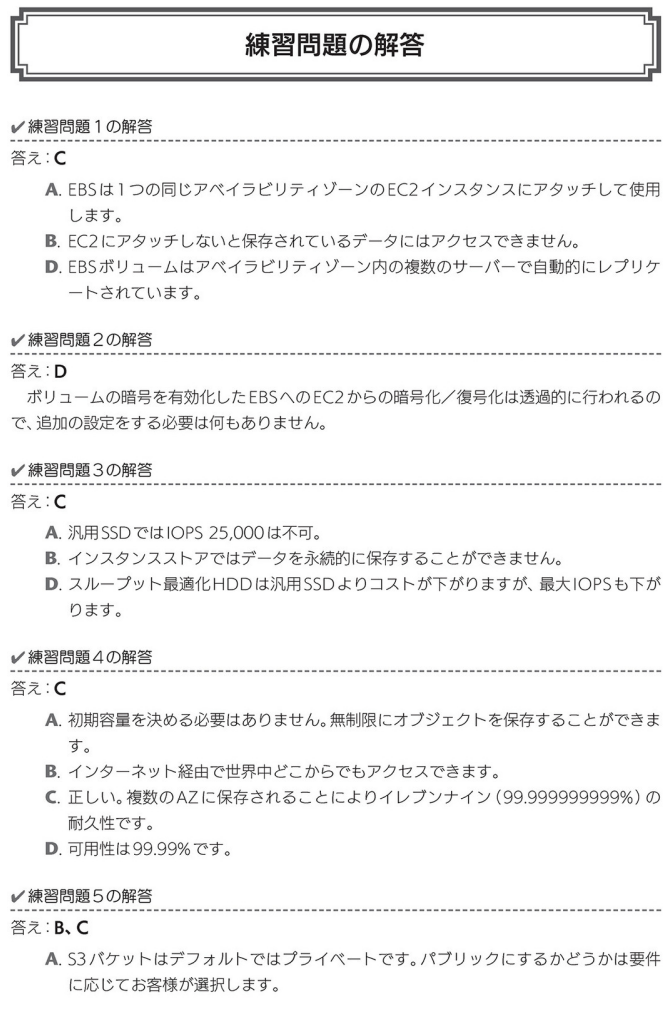 練習問題の解答
✔練習問題1の解答
答え：C
A. EBSは1つの同じアベイラビリティゾーンのEC2インスタンスにアタッチして使用
します。
B. EC2にアタッチしないと保存されているデータにはアクセスできません。
D. EBSボリュームはアベイラビリティゾーン内の複数のサーバーで自動的にレプリケ
ートされています。
✔練習問題2の解答
答え：D
ボリュームの暗号を有効化したEBSへのEC2からの暗号化／復号化は透過的に行われるの
で、追加の設定をする必要は何もありません。
✔練習問題3の解答
答え：C
A. 汎用SSDではIOPS 25,000は不可。
B. インスタンスストアではデータを永続的に保存することができません。
D. スループット最適化HDDは汎用SSDよりコストが下がりますが、最大IOPSも下が
ります。
✔練習問題4の解答
答え：C
A. 初期容量を決める必要はありません。無制限にオブジェクトを保存することができま
す。
B. インターネット経由で世界中どこからでもアクセスできます。
C. 正しい。複数のAZに保存されることによりイレブンナイン（99.999999999%）の
耐久性です。
D. 可用性は99.99%です。
✔練習問題5の解答
答え：B、C
A. S3バケットはデフォルトではプライベートです。パブリックにするかどうかは要件
に応じてお客様が選択します。